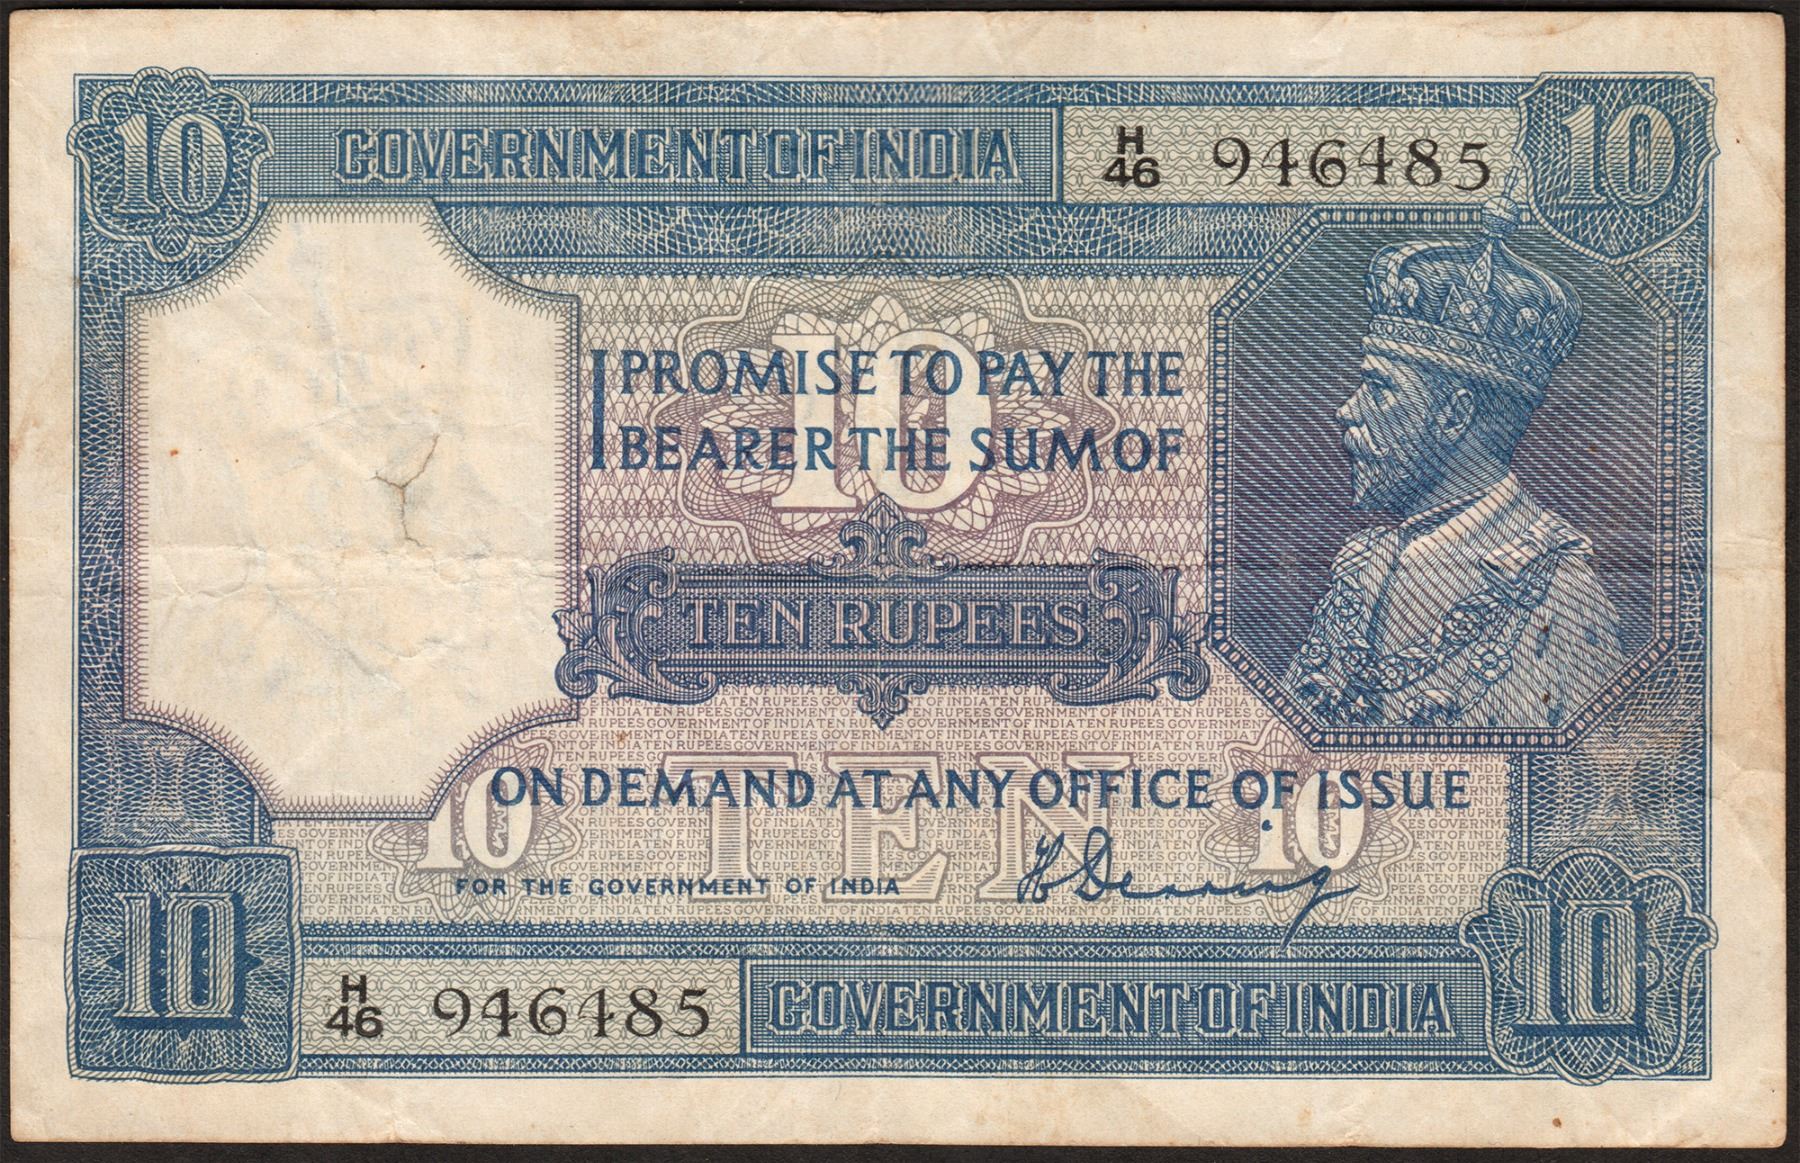 10 GOVERNMENT OF INDIA H/46 946485 10
10
I PROMISE TO PAY THE
BEARER THE SUM OF
TEN RUPEES
TEN
10 ON DEMAND AT ANY OFFICE OF ISSUE 10
FOR THE GOVERNMENT OF INDIA H Denning
10 H/46 946485 GOVERNMENT OF INDIA 10